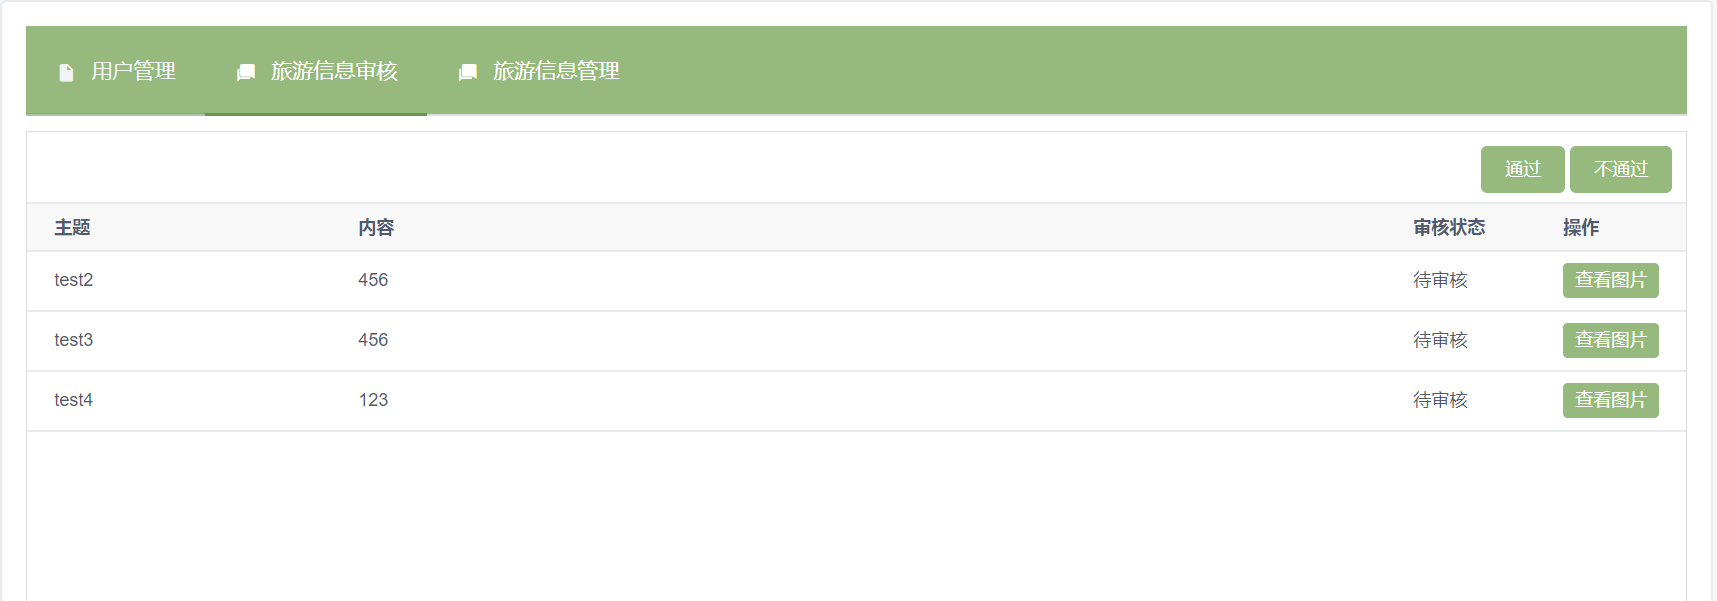 用户管理 旅游信息审核 旅游信息管理
通过 不通过
主题 内容 审核状态 操作
test2 456 待审核 查看图片
test3 456 待审核 查看图片
test4 123 待审核 查看图片